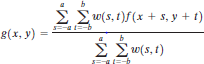 g(x, y) = \frac{\sum_{s=-a}^{a} \sum_{t=-b}^{b} w(s, t) f(x + s, y + t)}{\sum_{s=-a}^{a} \sum_{t=-b}^{b} w(s, t)}